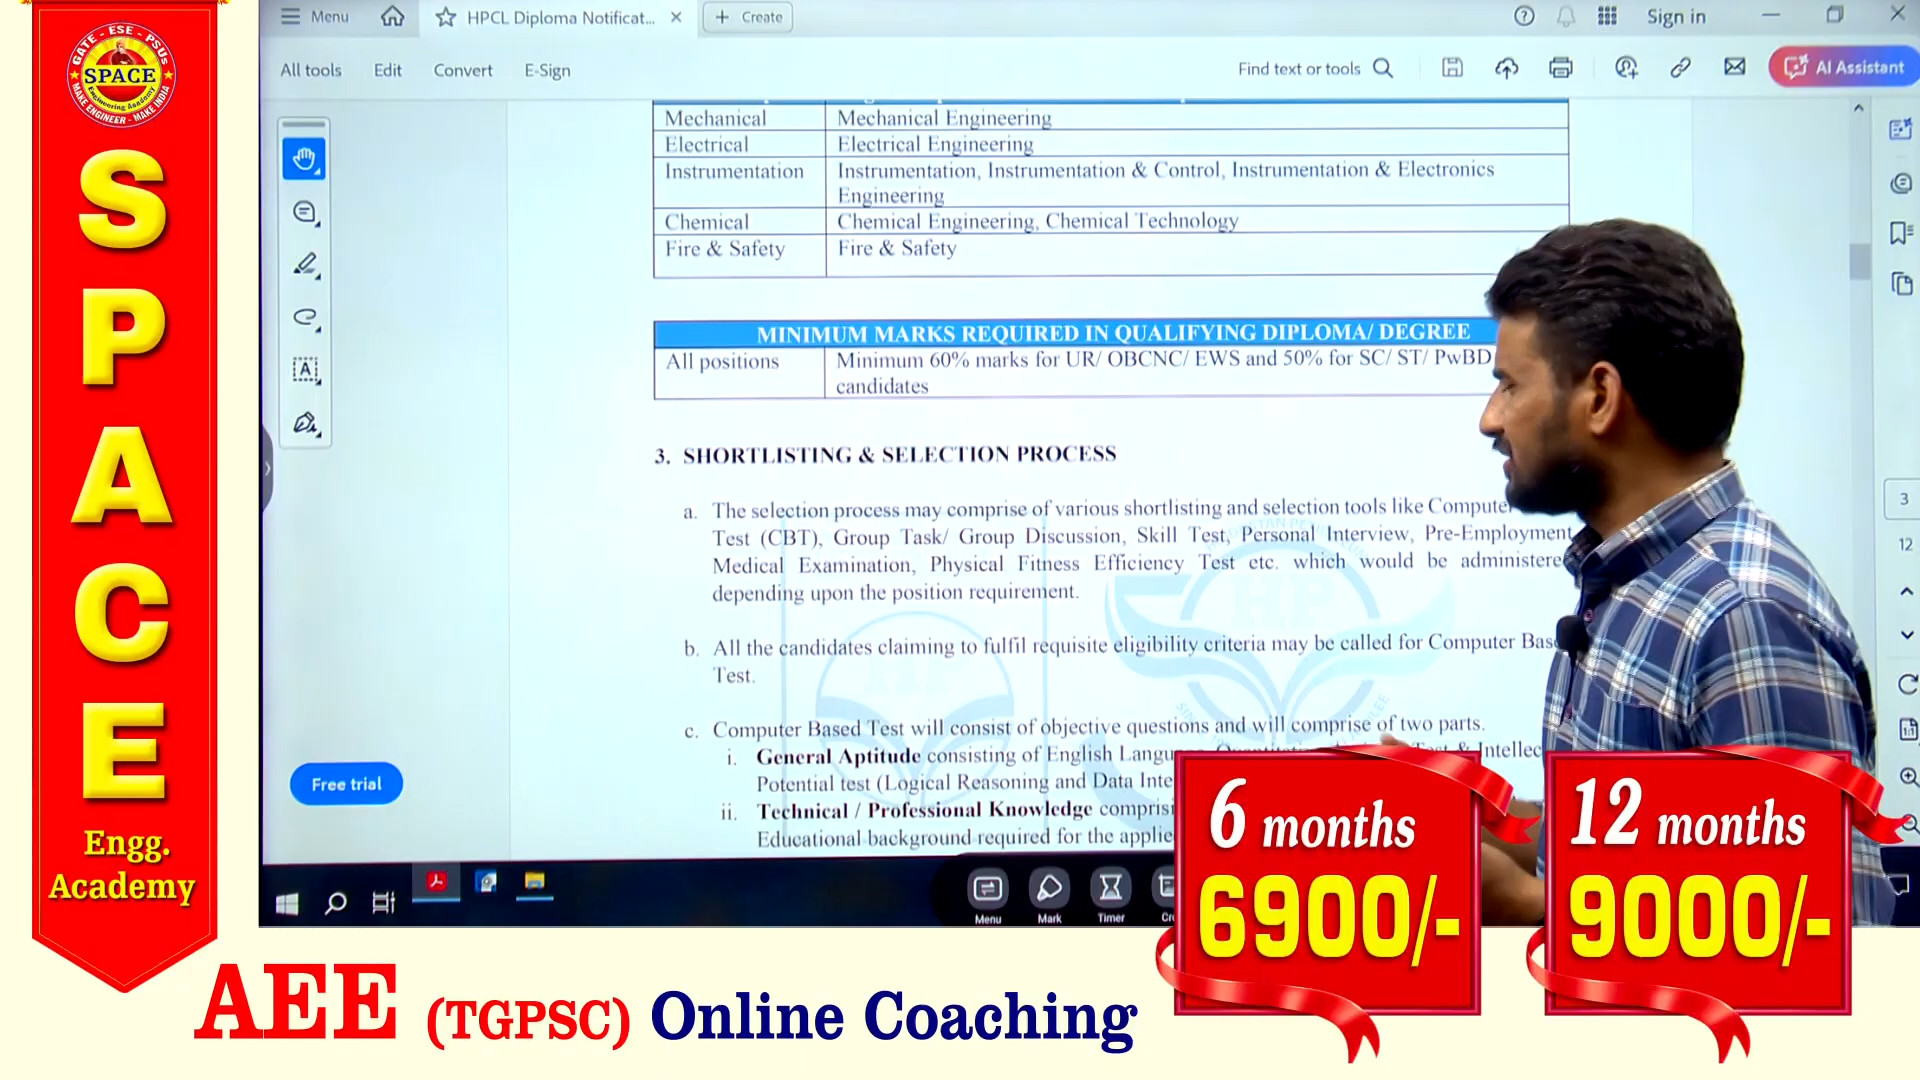 GATE - ESE - PSUs
SPACE
Engineering Academy
MAKE ENGINEER - MAKE INDIA
SPACE
Engg.
Academy
Menu
HPCL Diploma Notificat...
Create
Sign in
All tools
Edit
Convert
E-Sign
Find text or tools
AI Assistant
Mechanical Mechanical Engineering
Electrical Electrical Engineering
Instrumentation Instrumentation, Instrumentation & Control, Instrumentation & Electronics
Engineering
Chemical Chemical Engineering, Chemical Technology
Fire & Safety Fire & Safety
MINIMUM MARKS REQUIRED IN QUALIFYING DIPLOMA/ DEGREE
All positions Minimum 60% marks for UR/ OBCNC/ EWS and 50% for SC/ ST/ PwBD
candidates
3. SHORTLISTING & SELECTION PROCESS
a. The selection process may comprise of various shortlisting and selection tools like Compute
Test (CBT), Group Task/ Group Discussion, Skill Test, Personal Interview, Pre-Employment
Medical Examination, Physical Fitness Efficiency Test etc. which would be administere
depending upon the position requirement.
b. All the candidates claiming to fulfil requisite eligibility criteria may be called for Computer Bas
Test.
c. Computer Based Test will consist of objective questions and will comprise of two parts.
i. General Aptitude consisting of English Langu & Intellec
Potential test (Logical Reasoning and Data Inte
ii. Technical / Professional Knowledge compris
Educational background required for the applie
3
12
Free trial
Menu
Mark
Timer
Cr
6 months
6900/-
12 months
9000/-
AEE (TGPSC) Online Coaching